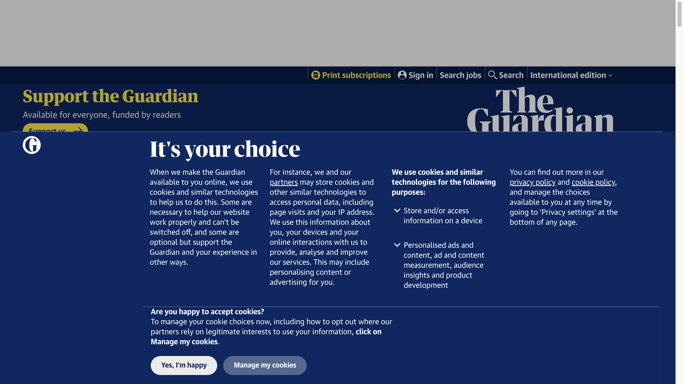 Print subscriptions
Sign in
Search jobs
Search
International edition
Support the Guardian
Available for everyone, funded by readers
Support us
The
Guardian
It's your choice
When we make the Guardian
available to you online, we use
cookies and similar technologies
to help us to do this. Some are
necessary to help our website
work properly and can't be
switched off, and some are
optional but support the
Guardian and your experience in
other ways.
For instance, we and our
partners may store cookies and
other similar technologies to
access personal data, including
page visits and your IP address.
We use this information about
you, your devices and your
online interactions with us to
provide, analyse and improve
our services. This may include
personalising content or
advertising for you.
We use cookies and similar
technologies for the following
purposes:
Store and/or access
information on a device
Personalised ads and
content, ad and content
measurement, audience
insights and product
development
You can find out more in our
privacy policy and cookie policy,
and manage the choices
available to you at any time by
going to 'Privacy settings' at the
bottom of any page.
Are you happy to accept cookies?
To manage your cookie choices now, including how to opt out where our
partners rely on legitimate interests to use your information, click on
Manage my cookies.
Yes, I'm happy
Manage my cookies